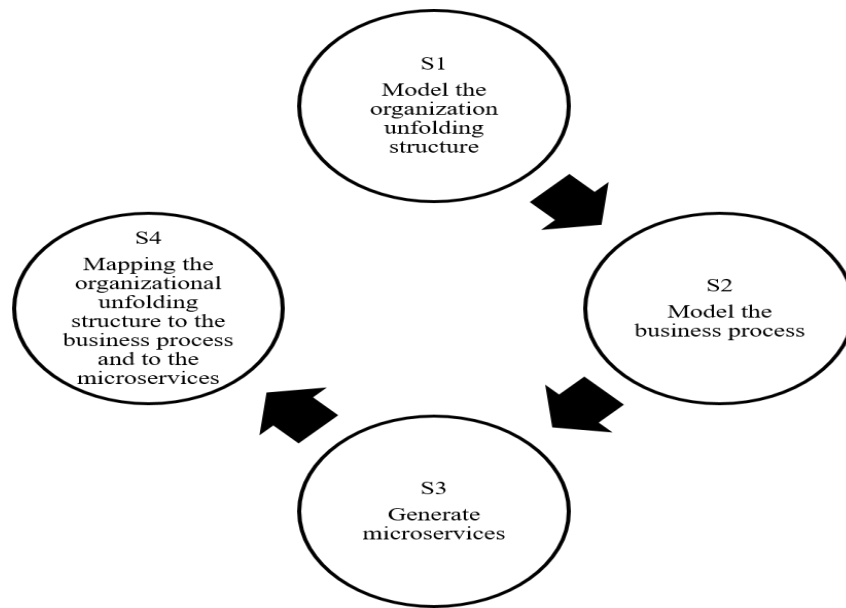 S1
Model the
organization
unfolding
structure
S2
Model the
business process
S3
Generate
microservices
S4
Mapping the
organizational
unfolding
structure to the
business process
and to the
microservices